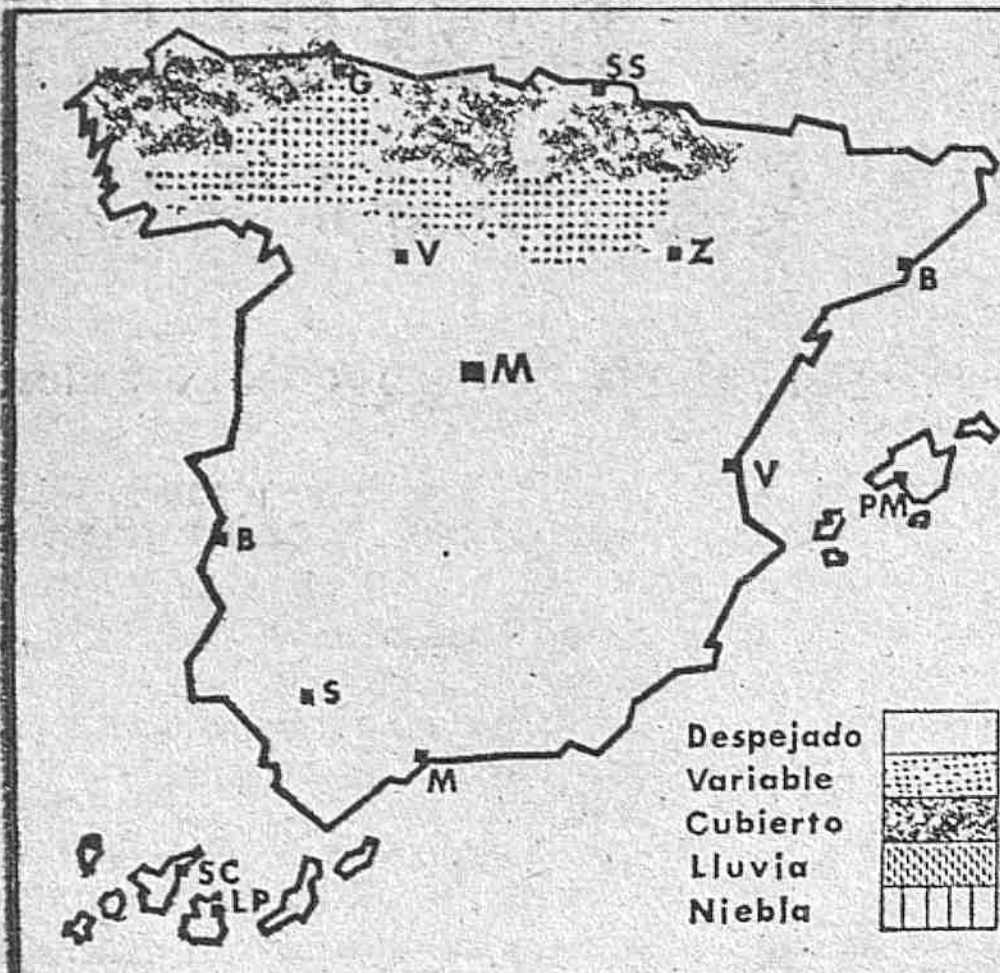 SS
G
V
Z
B
M
V
PM
B
S
M
SC
LP
Despejado
Variable
Cubierto
Lluvia
Niebla